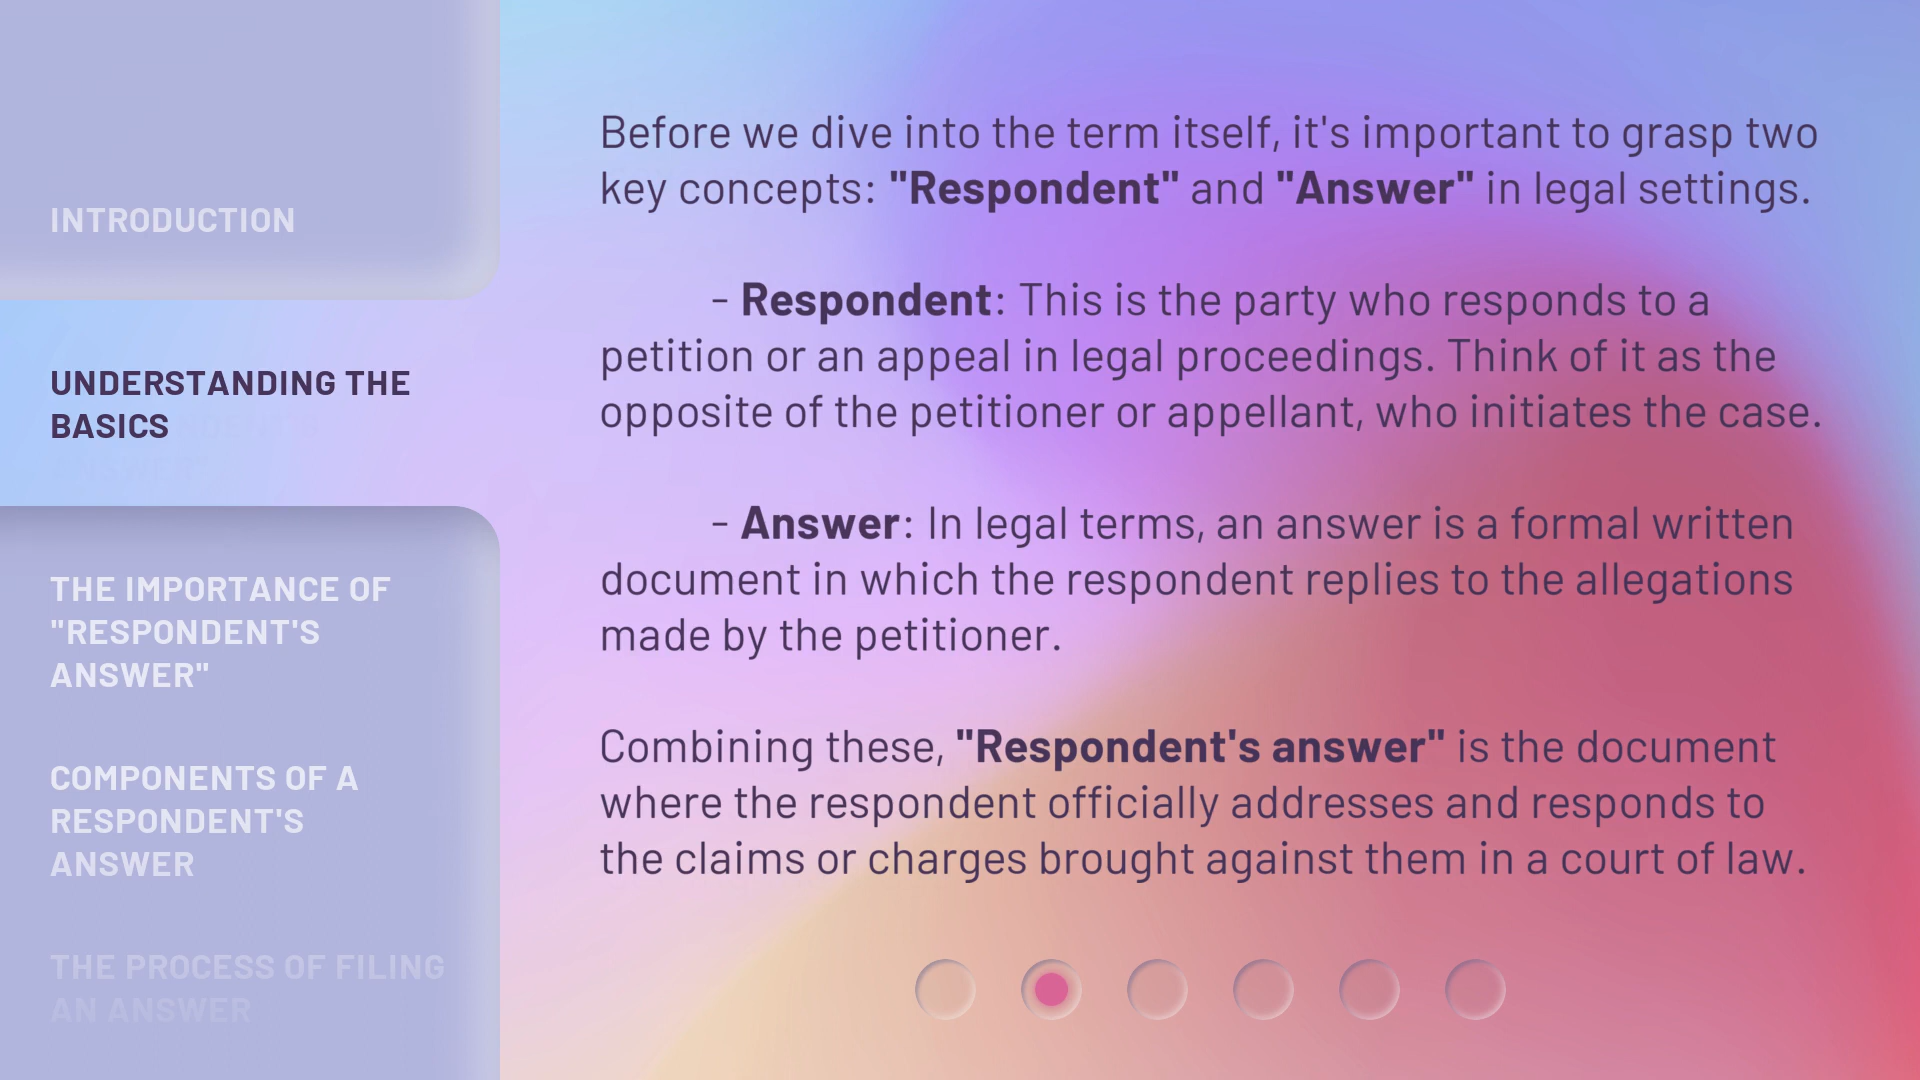 INTRODUCTION
UNDERSTANDING THE
BASICS
THE IMPORTANCE OF
"RESPONDENT'S
ANSWER"
COMPONENTS OF A
RESPONDENT'S
ANSWER
THE PROCESS OF FILING
AN ANSWER
Before we dive into the term itself, it's important to grasp two
key concepts: "Respondent" and "Answer" in legal settings.
- Respondent: This is the party who responds to a
petition or an appeal in legal proceedings. Think of it as the
opposite of the petitioner or appellant, who initiates the case.
- Answer: In legal terms, an answer is a formal written
document in which the respondent replies to the allegations
made by the petitioner.
Combining these, "Respondent's answer" is the document
where the respondent officially addresses and responds to
the claims or charges brought against them in a court of law.